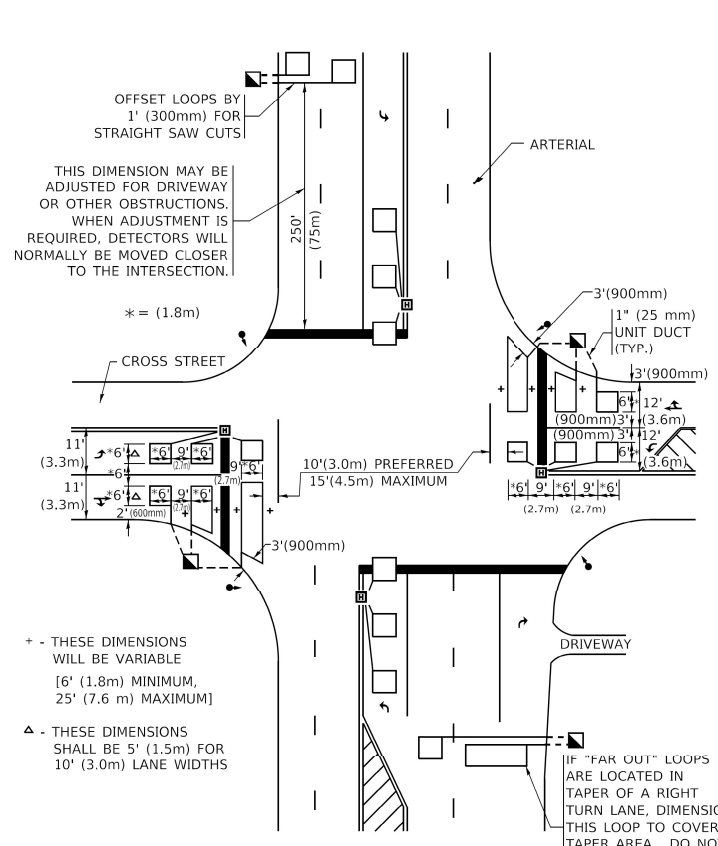 OFFSET LOOPS BY
1' (300mm) FOR
STRAIGHT SAW CUTS
ARTERIAL
THIS DIMENSION MAY BE
ADJUSTED FOR DRIVEWAY
OR OTHER OBSTRUCTIONS.
WHEN ADJUSTMENT IS
REQUIRED, DETECTORS WILL
NORMALLY BE MOVED CLOSER
TO THE INTERSECTION.
250'
(75m)
* = (1.8m)
H
3'(900mm)
1" (25 mm)
UNIT DUCT
(TYP.)
CROSS STREET
3'(900mm)
+ + + +
6'* 12'
(3.6m)
(900mm)3'
(900mm)3' 12'
6'* (3.6m)
H
H
*6' 9' *6' *6'
(2.7m) (2.7m)
11'
(3.3m)
*6' △ *6' 9' *6'
(2.7m)
9' *6'
(2.7m)
*6'
11'
(3.3m)
*6' △ *6' 9' *6'
(2.7m)
2' (600mm) + + + +
10'(3.0m) PREFERRED
15'(4.5m) MAXIMUM
3'(900mm)
H
DRIVEWAY
+ - THESE DIMENSIONS
WILL BE VARIABLE
[6' (1.8m) MINIMUM,
25' (7.6 m) MAXIMUM]
△ - THESE DIMENSIONS
SHALL BE 5' (1.5m) FOR
10' (3.0m) LANE WIDTHS
IF "FAR OUT" LOOPS
ARE LOCATED IN
TAPER OF A RIGHT
TURN LANE, DIMENSIO
THIS LOOP TO COVER
TAPER AREA. DO NO